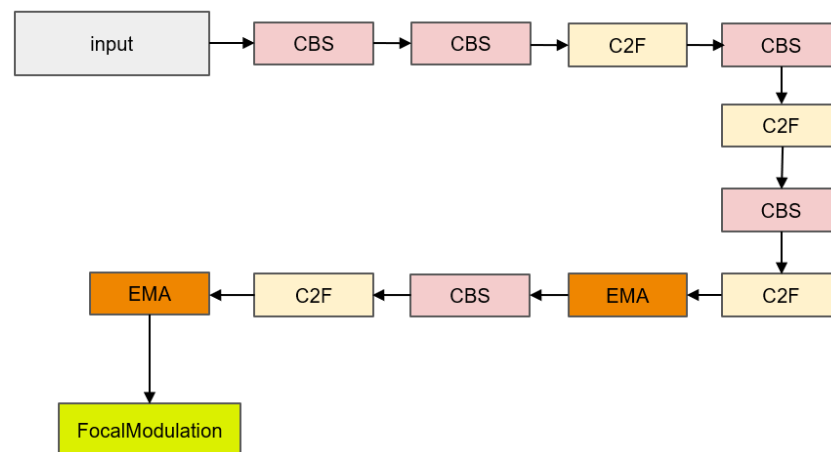 input
CBS
CBS
C2F
CBS
C2F
CBS
C2F
EMA
CBS
C2F
EMA
FocalModulation